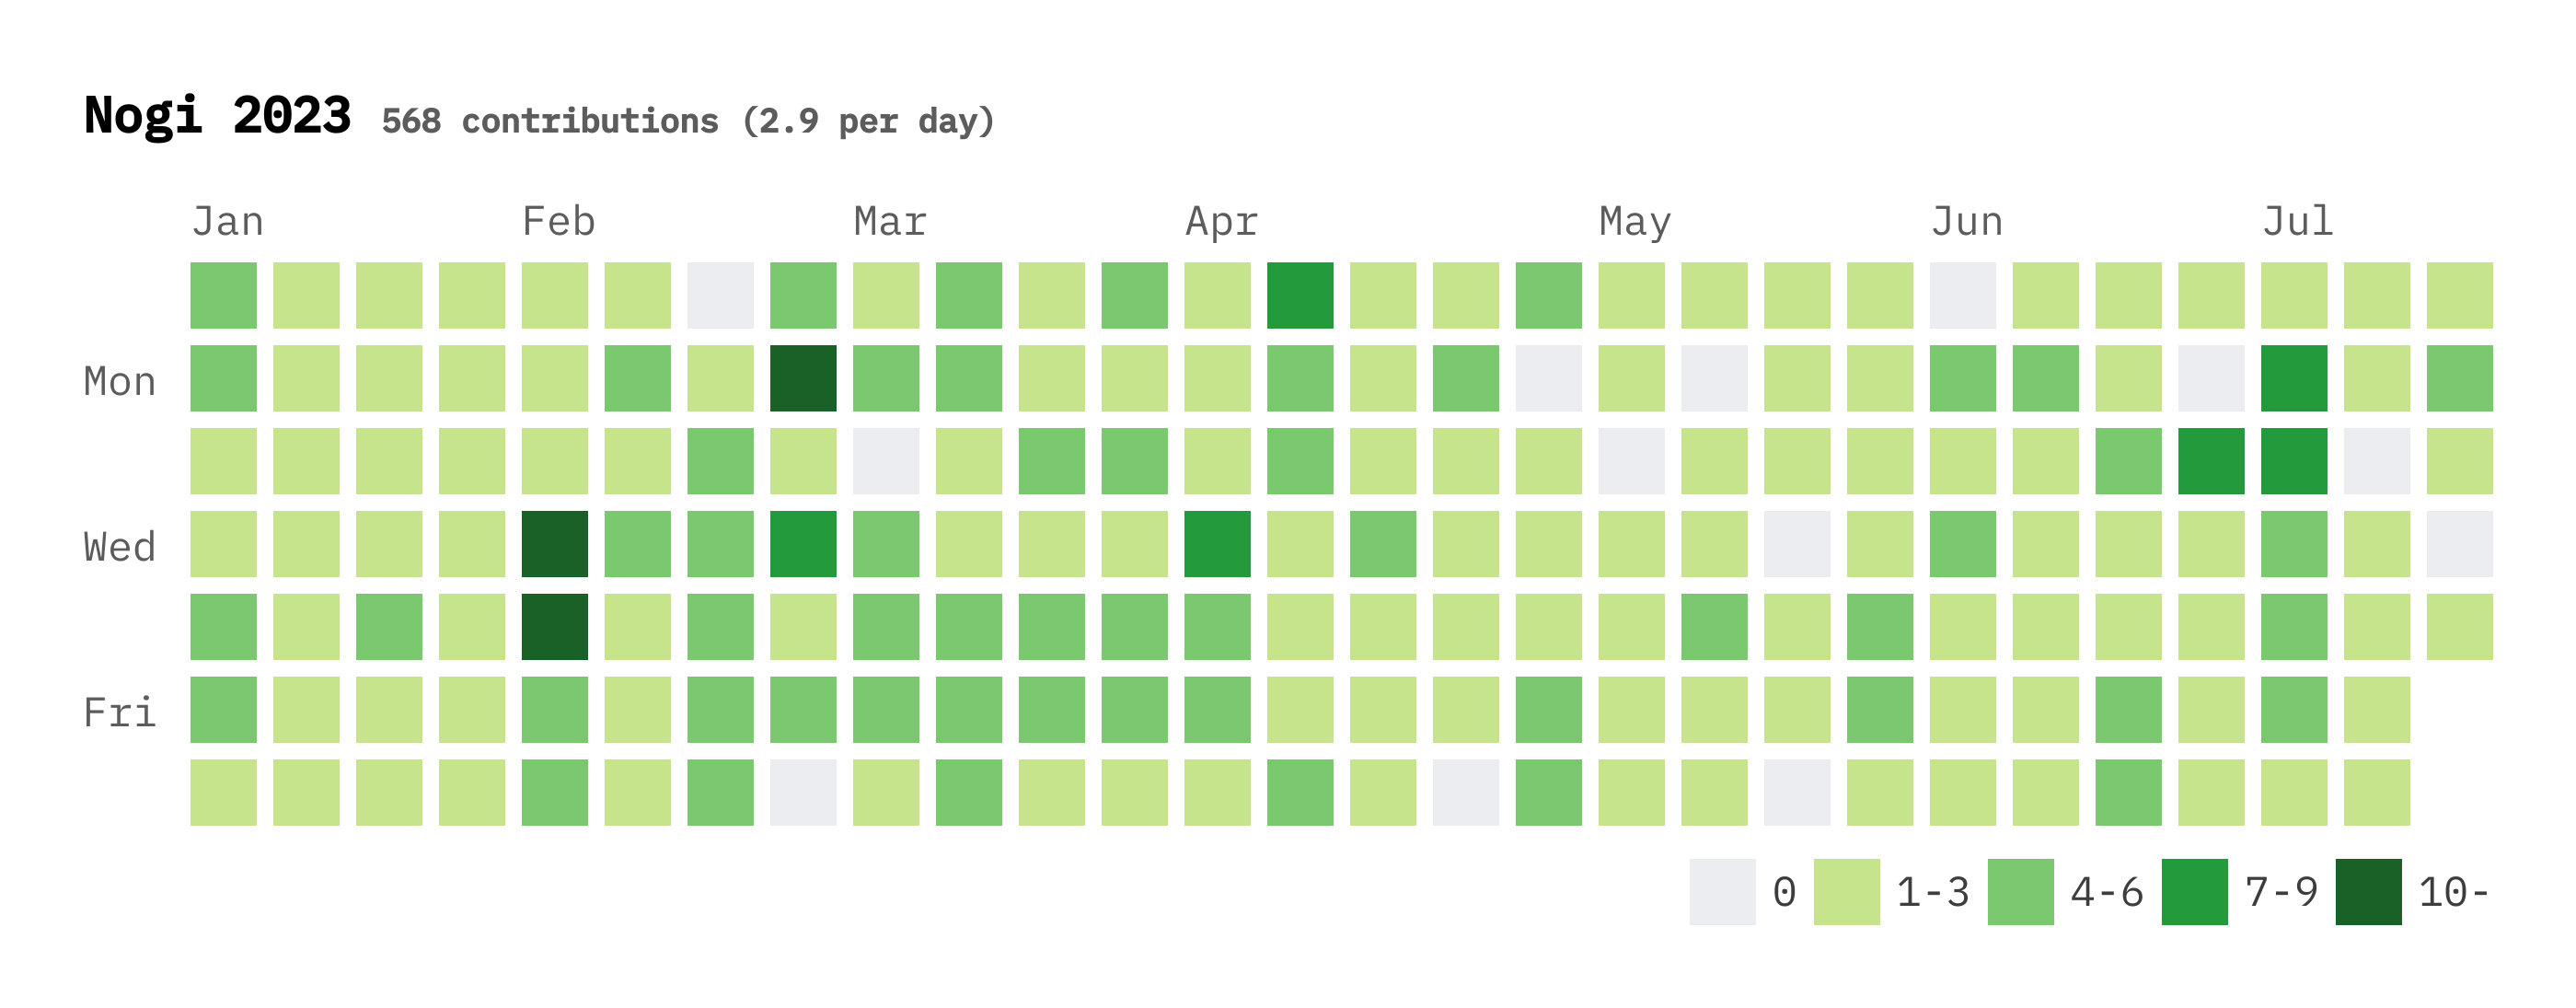 Nogi 2023 568 contributions (2.9 per day)
Jan Feb Mar Apr May Jun Jul
Mon
Wed
Fri
0 1-3 4-6 7-9 10-